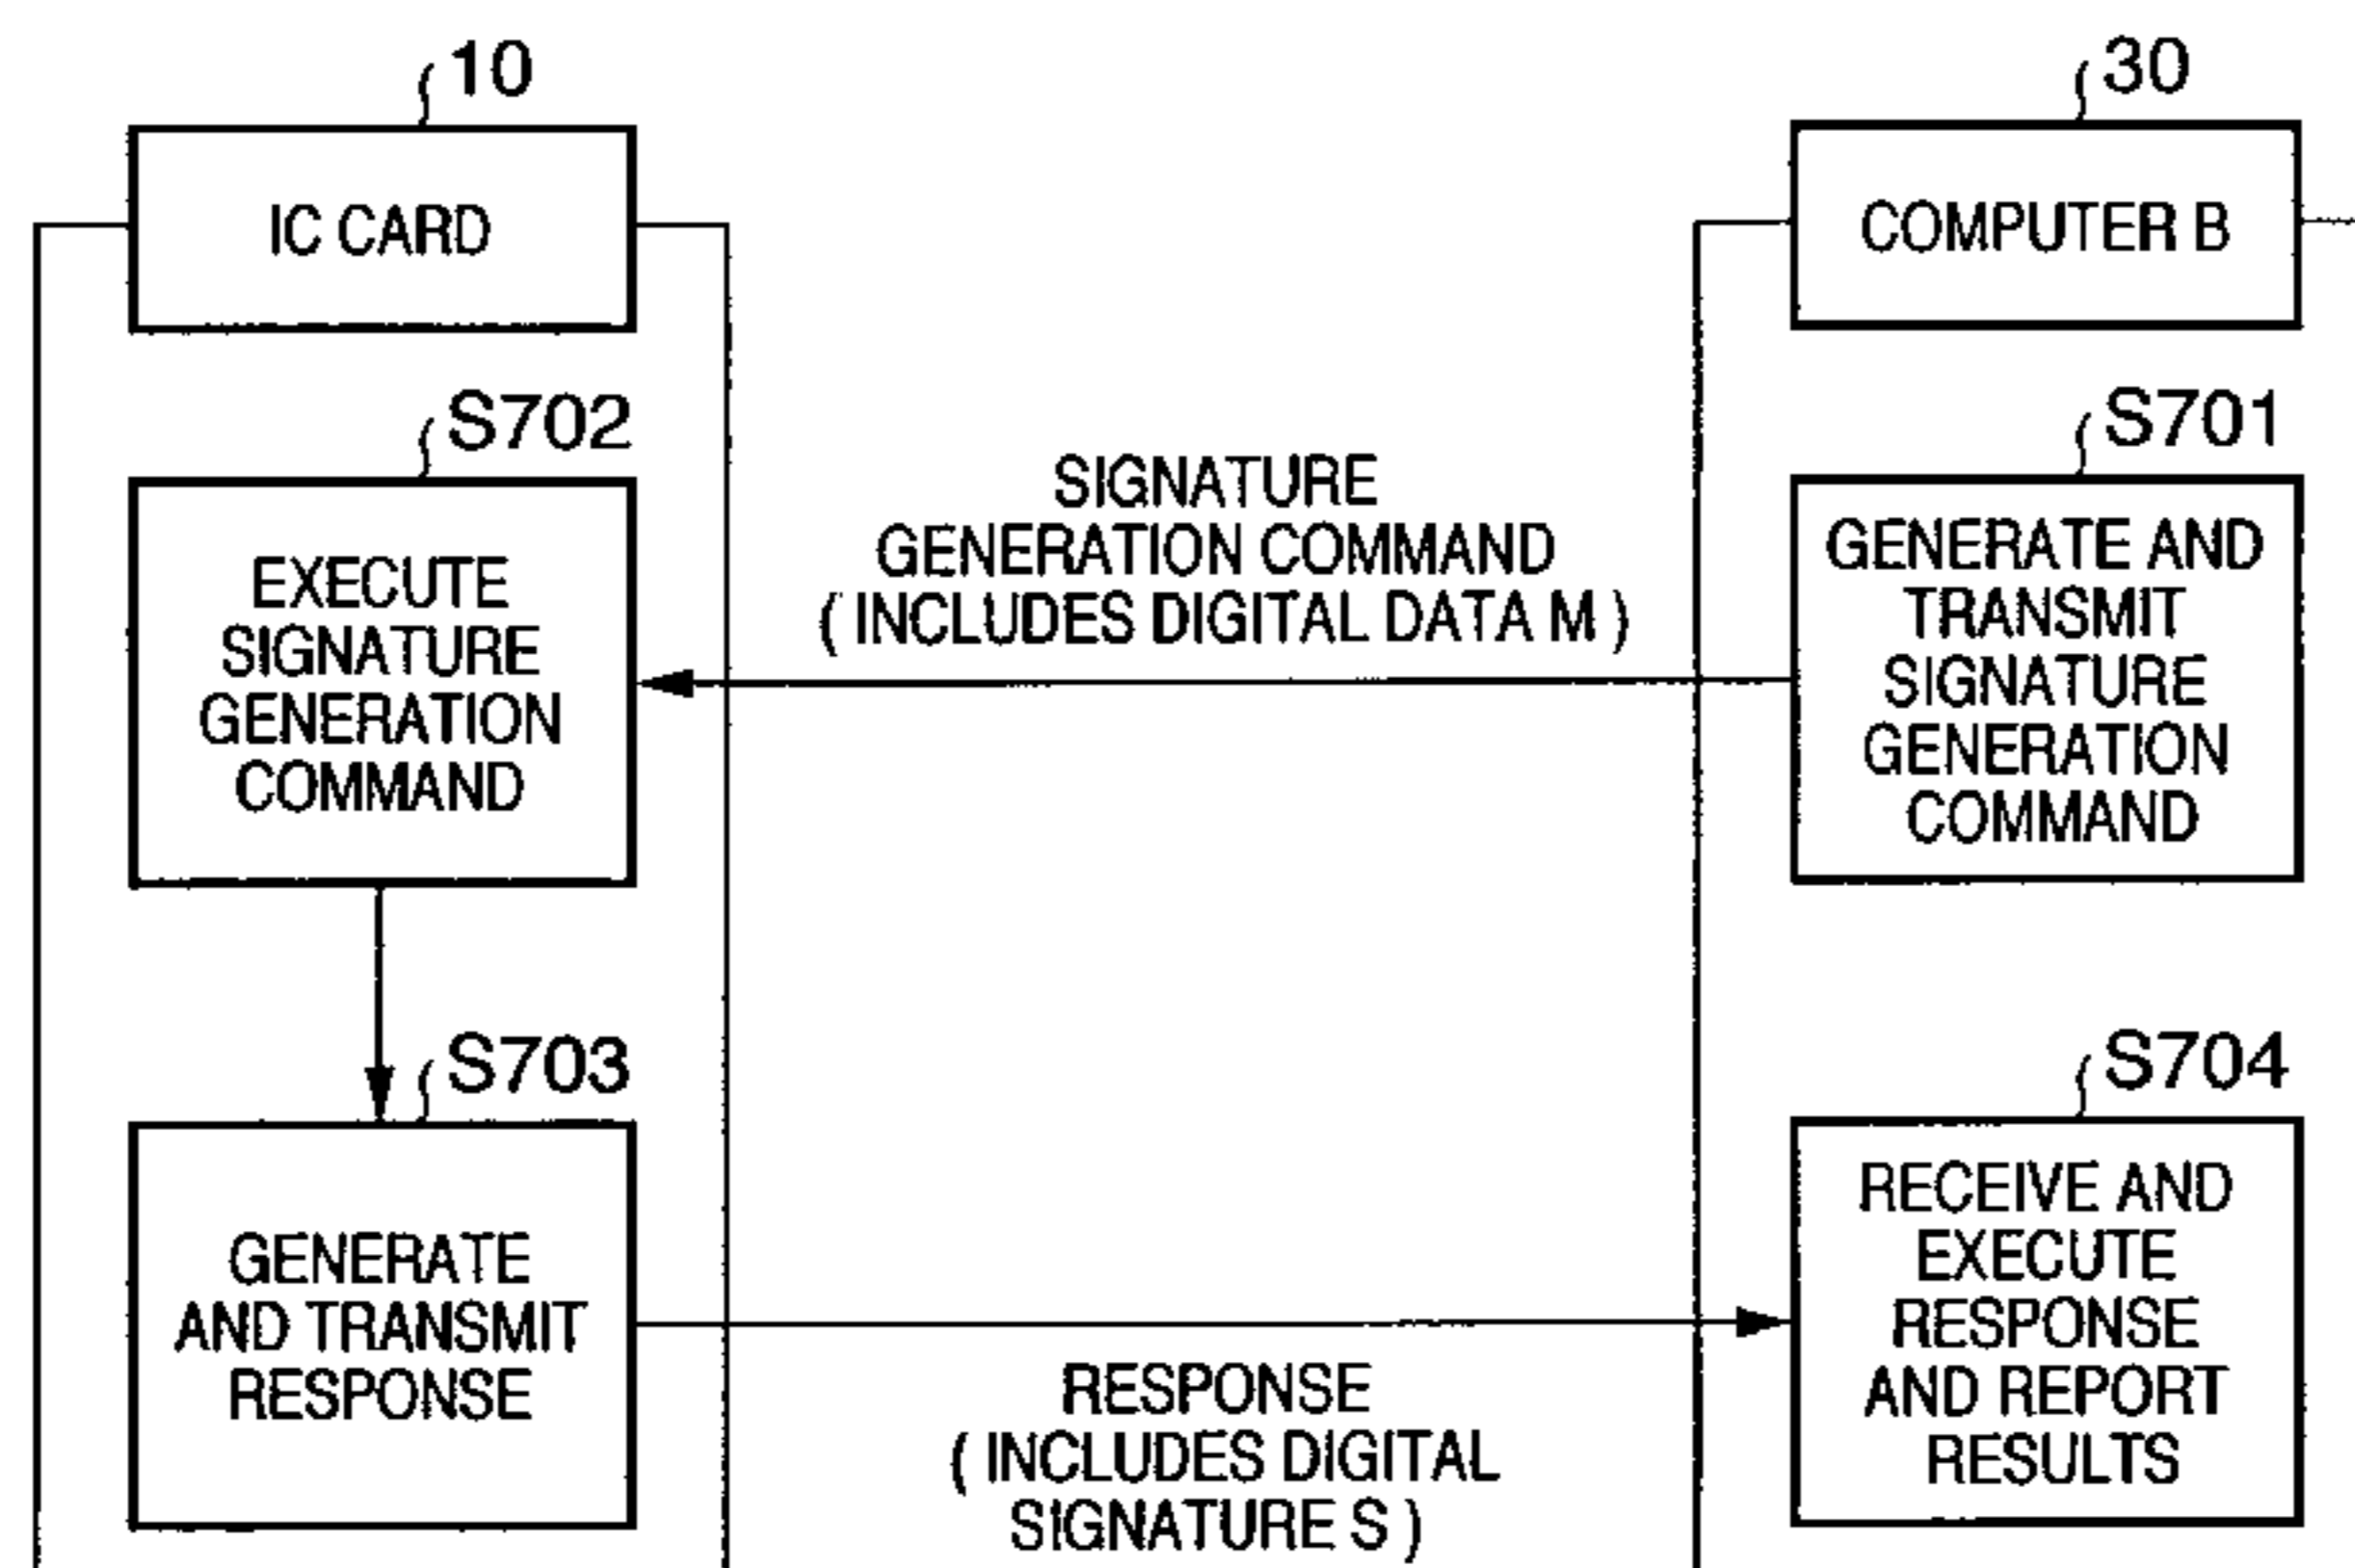 10
30
IC CARD
COMPUTER B
S702
S701
SIGNATURE
GENERATION COMMAND
( INCLUDES DIGITAL DATA M )
EXECUTE
SIGNATURE
GENERATION
COMMAND
GENERATE AND
TRANSMIT
SIGNATURE
GENERATION
COMMAND
S703
S704
GENERATE
AND TRANSMIT
RESPONSE
RESPONSE
( INCLUDES DIGITAL
SIGNATURE S )
RECEIVE AND
EXECUTE
RESPONSE
AND REPORT
RESULTS